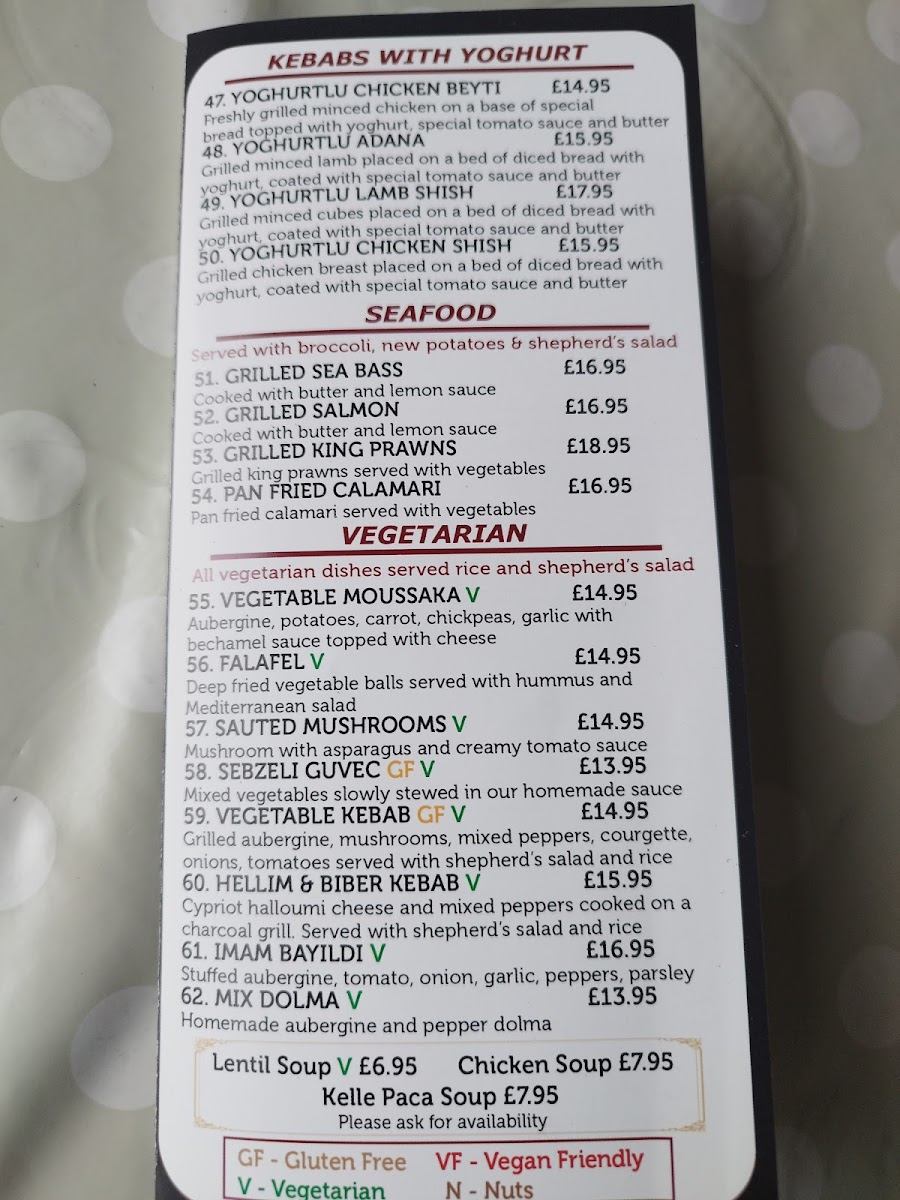 KEBABS WITH YOGHURT
47. YOGHURTLU CHICKEN BEYTI £14.95
Freshly grilled minced chicken on a base of special
bread topped with yoghurt, special tomato sauce and butter
48. YOGHURTLU ADANA £15.95
Grilled minced lamb placed on a bed of diced bread with
yoghurt, coated with special tomato sauce and butter
49. YOGHURTLU LAMB SHISH £17.95
Grilled minced cubes placed on a bed of diced bread with
yoghurt, coated with special tomato sauce and butter
50. YOGHURTLU CHICKEN SHISH £15.95
Grilled chicken breast placed on a bed of diced bread with
yoghurt, coated with special tomato sauce and butter
SEAFOOD
Served with broccoli, new potatoes & shepherd's salad
51. GRILLED SEA BASS £16.95
Cooked with butter and lemon sauce
52. GRILLED SALMON £16.95
Cooked with butter and lemon sauce
53. GRILLED KING PRAWNS £18.95
Grilled king prawns served with vegetables
54. PAN FRIED CALAMARI £16.95
Pan fried calamari served with vegetables
VEGETARIAN
All vegetarian dishes served rice and shepherd's salad
55. VEGETABLE MOUSSAKA V £14.95
Aubergine, potatoes, carrot, chickpeas, garlic with
bechamel sauce topped with cheese
56. FALAFEL V £14.95
Deep fried vegetable balls served with hummus and
Mediterranean salad
57. SAUTED MUSHROOMS V £14.95
Mushroom with asparagus and creamy tomato sauce
58. SEBZELI GUVEC GF V £13.95
Mixed vegetables slowly stewed in our homemade sauce
59. VEGETABLE KEBAB GF V £14.95
Grilled aubergine, mushrooms, mixed peppers, courgette,
onions, tomatoes served with shepherd's salad and rice
60. HELLIM & BIBER KEBAB V £15.95
Cypriot halloumi cheese and mixed peppers cooked on a
charcoal grill. Served with shepherd's salad and rice
61. IMAM BAYILDI V £16.95
Stuffed aubergine, tomato, onion, garlic, peppers, parsley
62. MIX DOLMA V £13.95
Homemade aubergine and pepper dolma
Lentil Soup V £6.95 Chicken Soup £7.95
Kelle Paca Soup £7.95
Please ask for availability
GF - Gluten Free VF - Vegan Friendly
V - Vegetarian N - Nuts